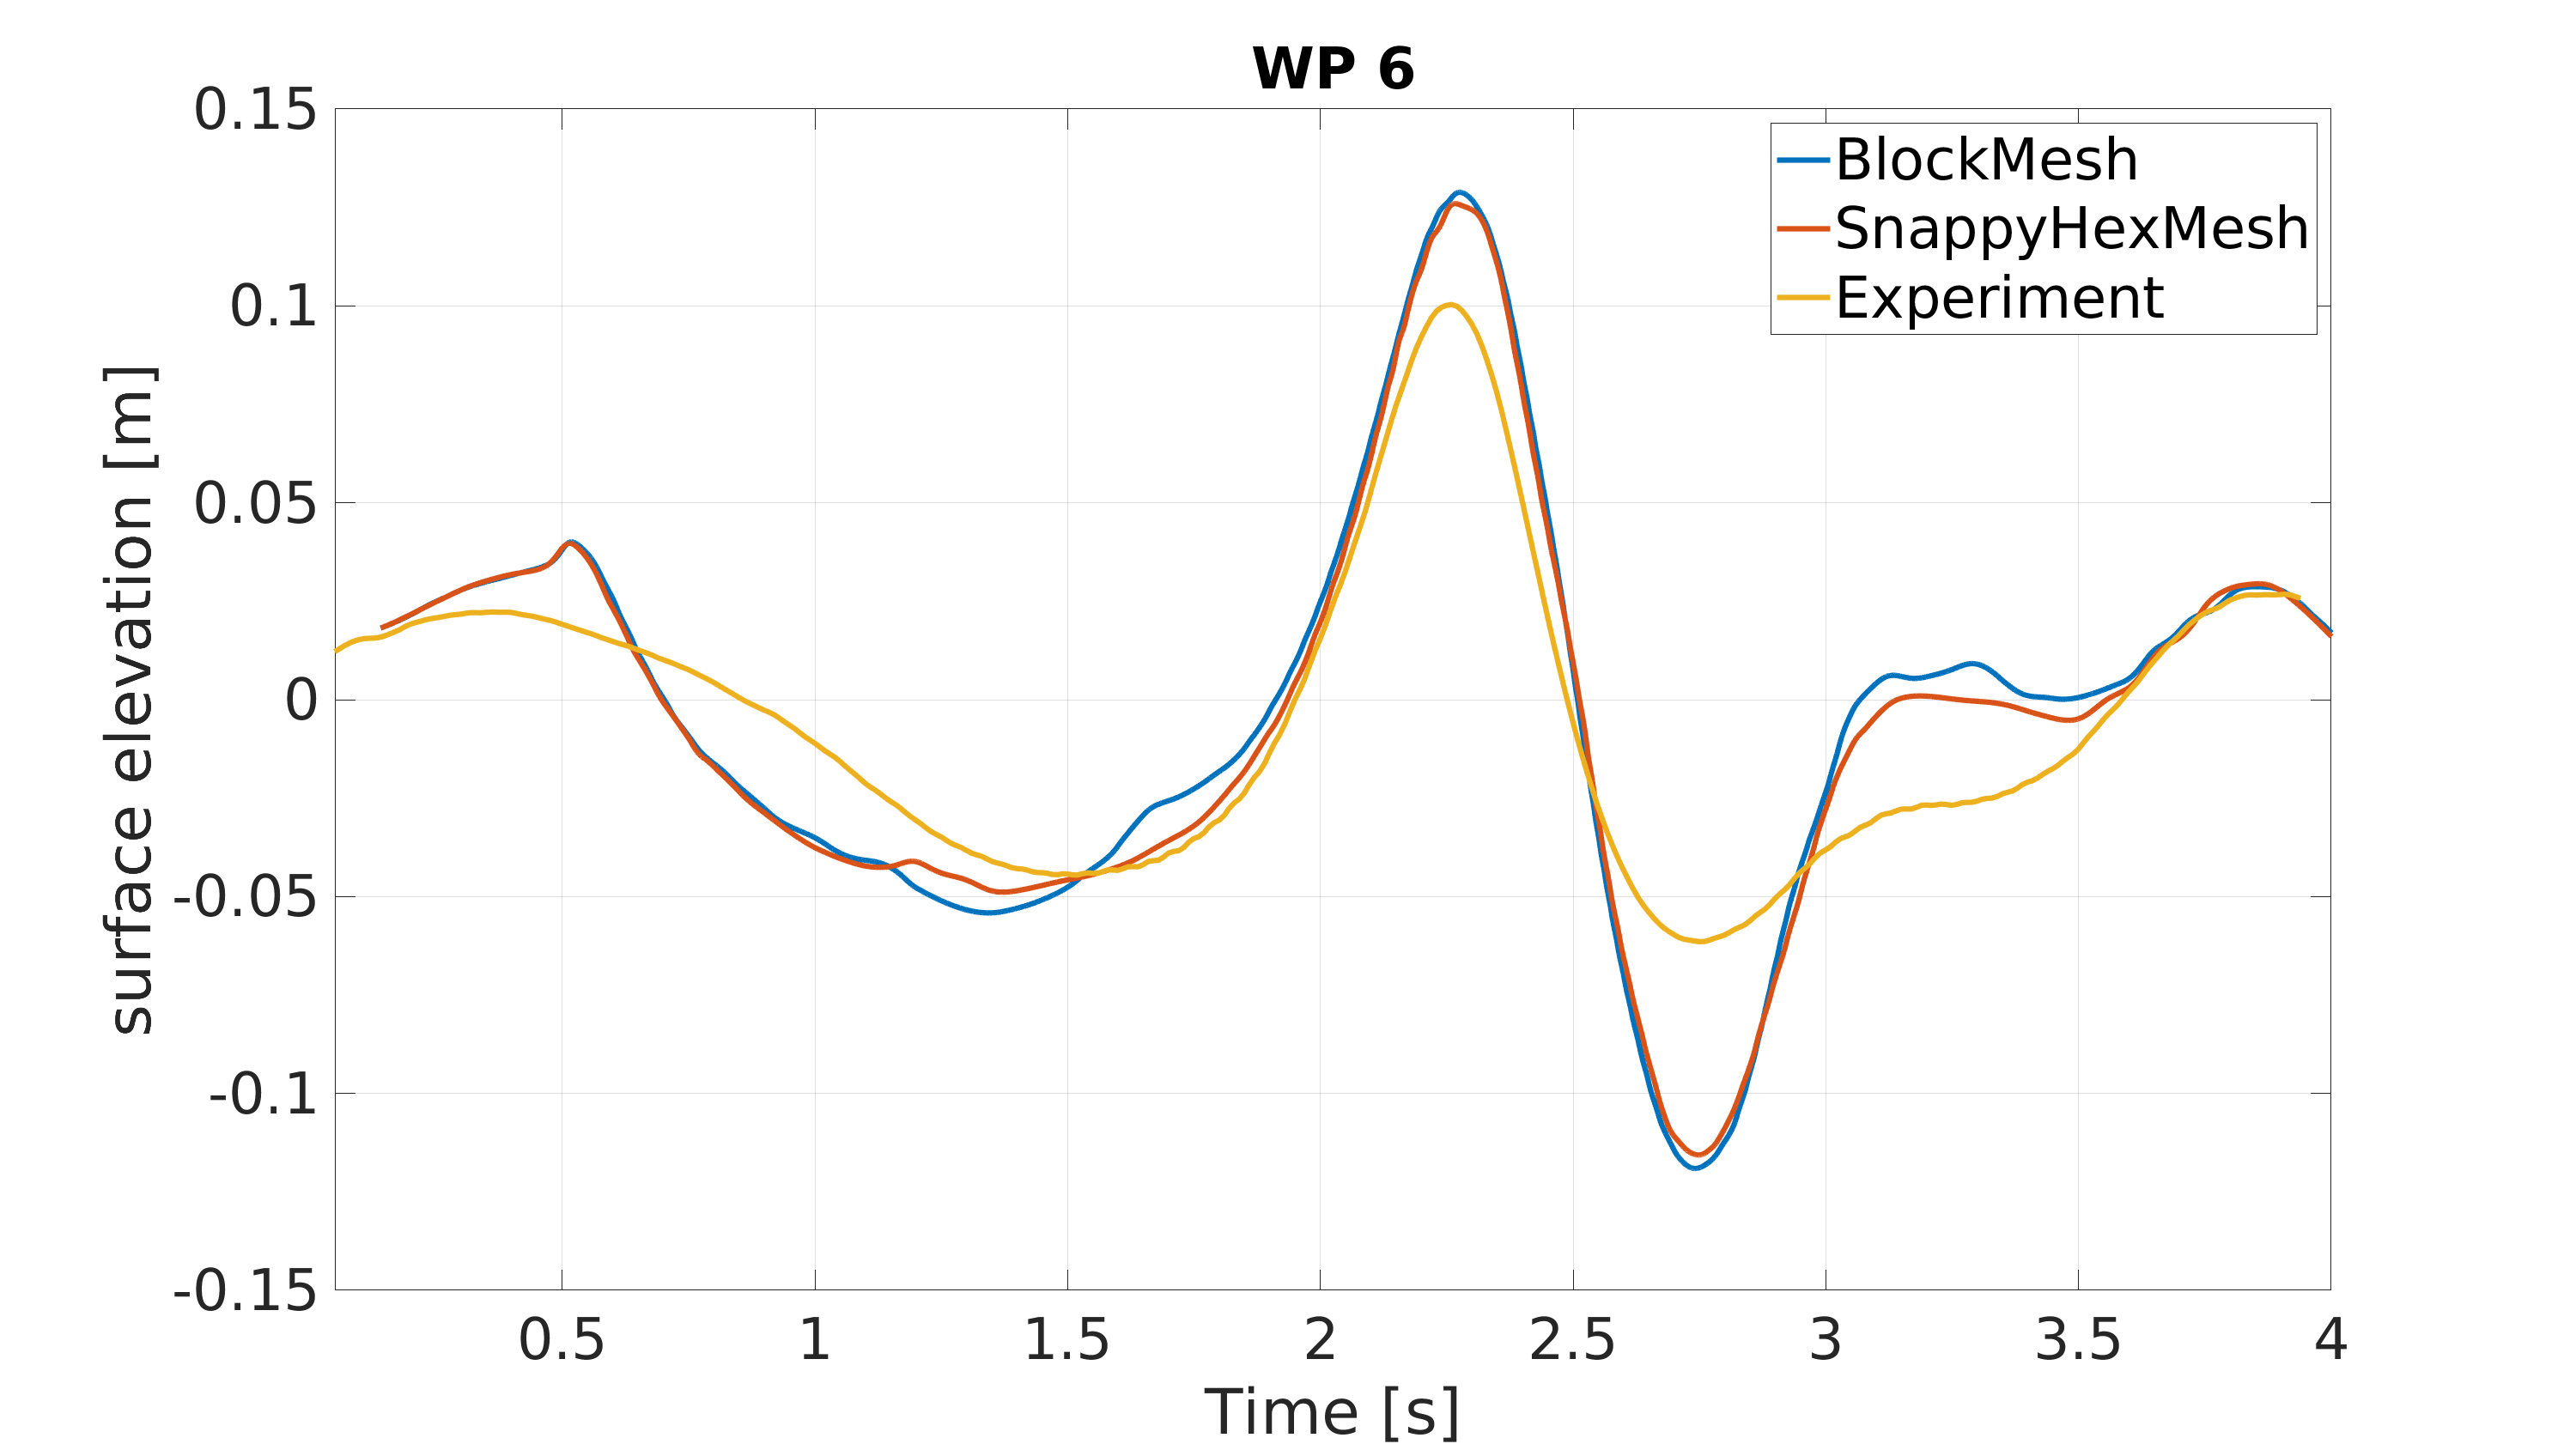 WP 6
0.15
0.1
0.05
0
-0.05
-0.1
-0.15
surface elevation [m]
BlockMesh
SnappyHexMesh
Experiment
0.5 1 1.5 2 2.5 3 3.5 4
Time [s]